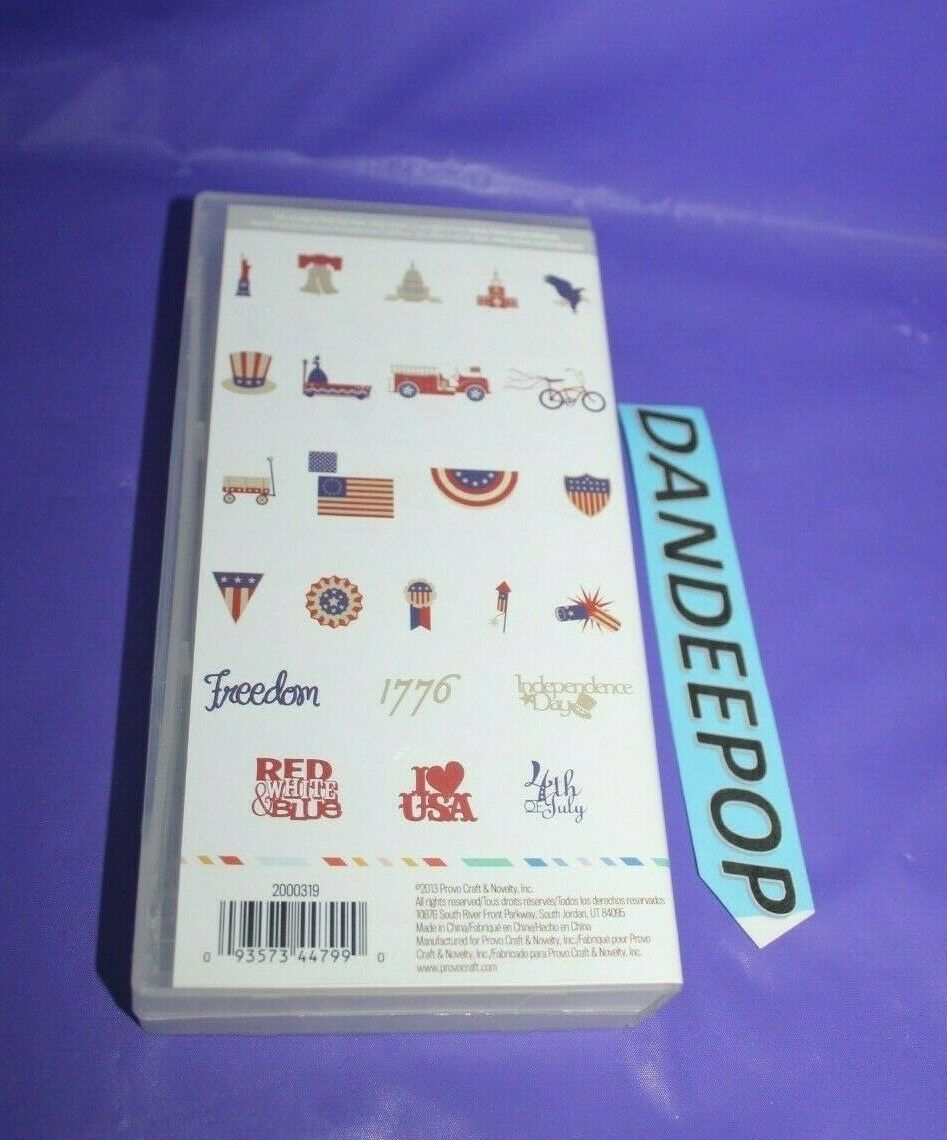 Freedom
1776
Independence
Day
RED
WHITE
& BLUE
I
USA
4th
OF July
2000319
0 93573 44799 0
©2013 Provo Craft & Novelty, Inc.
All rights reserved/Tous droits réservés/Todos los derechos reservados
10876 South River Front Parkway, South Jordan, UT 84095
Made in China/Fabriqué en Chine/Hecho en China
Manufactured for Provo Craft & Novelty, Inc./Fabriqué pour Provo
Craft & Novelty, Inc./Fabricado para Provo Craft & Novelty, Inc.
www.provocraft.com
DANDEEPOP